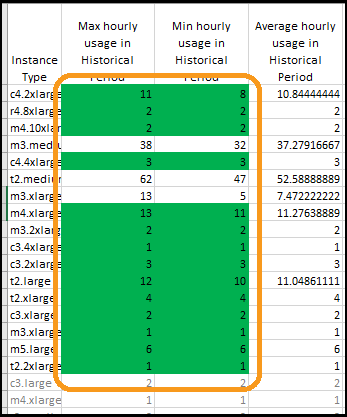 Instance Type Max hourly usage in Historical Period Min hourly usage in Historical Period Average hourly usage in Historical Period
c4.2xlarge 11 8 10.84444444
r4.8xlarge 2 2 2
m4.10xlar 2 2 2
m3.mediu 38 32 37.27916667
c4.4xlarge 3 3 3
t2.mediur 62 47 52.58888889
m3.xlarge 13 5 7.472222222
m4.xlarge 13 11 11.27638889
m3.2xlarg 2 2 2
c3.4xlarge 1 1 1
c3.2xlarge 3 3 3
t2.large 12 10 11.04861111
t2.xlarge 4 4 4
c3.xlarge 2 2 2
m3.xlarge 1 1 1
m5.large 6 6 6
t2.2xlarge 1 1 1
c3.large 2 2 2
m4.xlarge 1 1 1